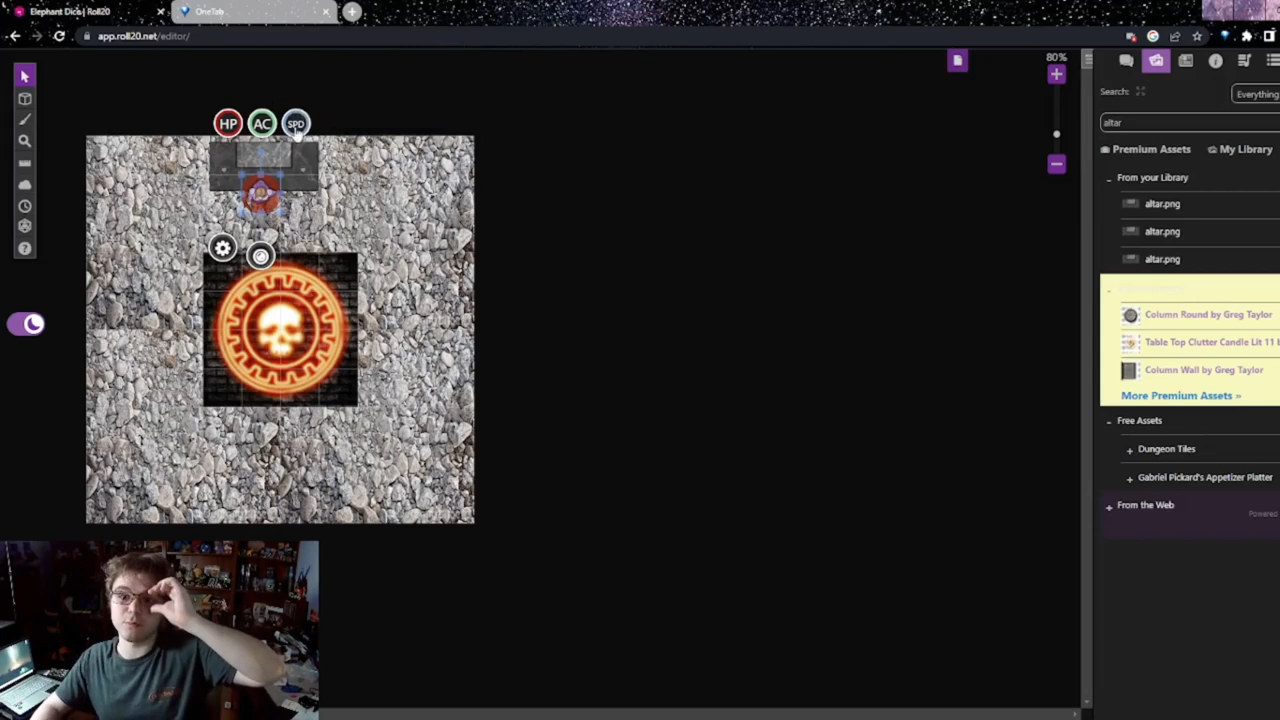 Elephant Dice | Roll20
OneTab
app.roll20.net/editor/
80%
Search:
Everything
altar
Premium Assets
My Library
From your Library
altar.png
altar.png
altar.png
Column Round by Greg Taylor
Table Top Clutter Candle Lit 11 b
Column Wall by Greg Taylor
More Premium Assets »
Free Assets
Dungeon Tiles
Gabriel Pickard's Appetizer Platter
From the Web
Powered
HP
AC
SPD